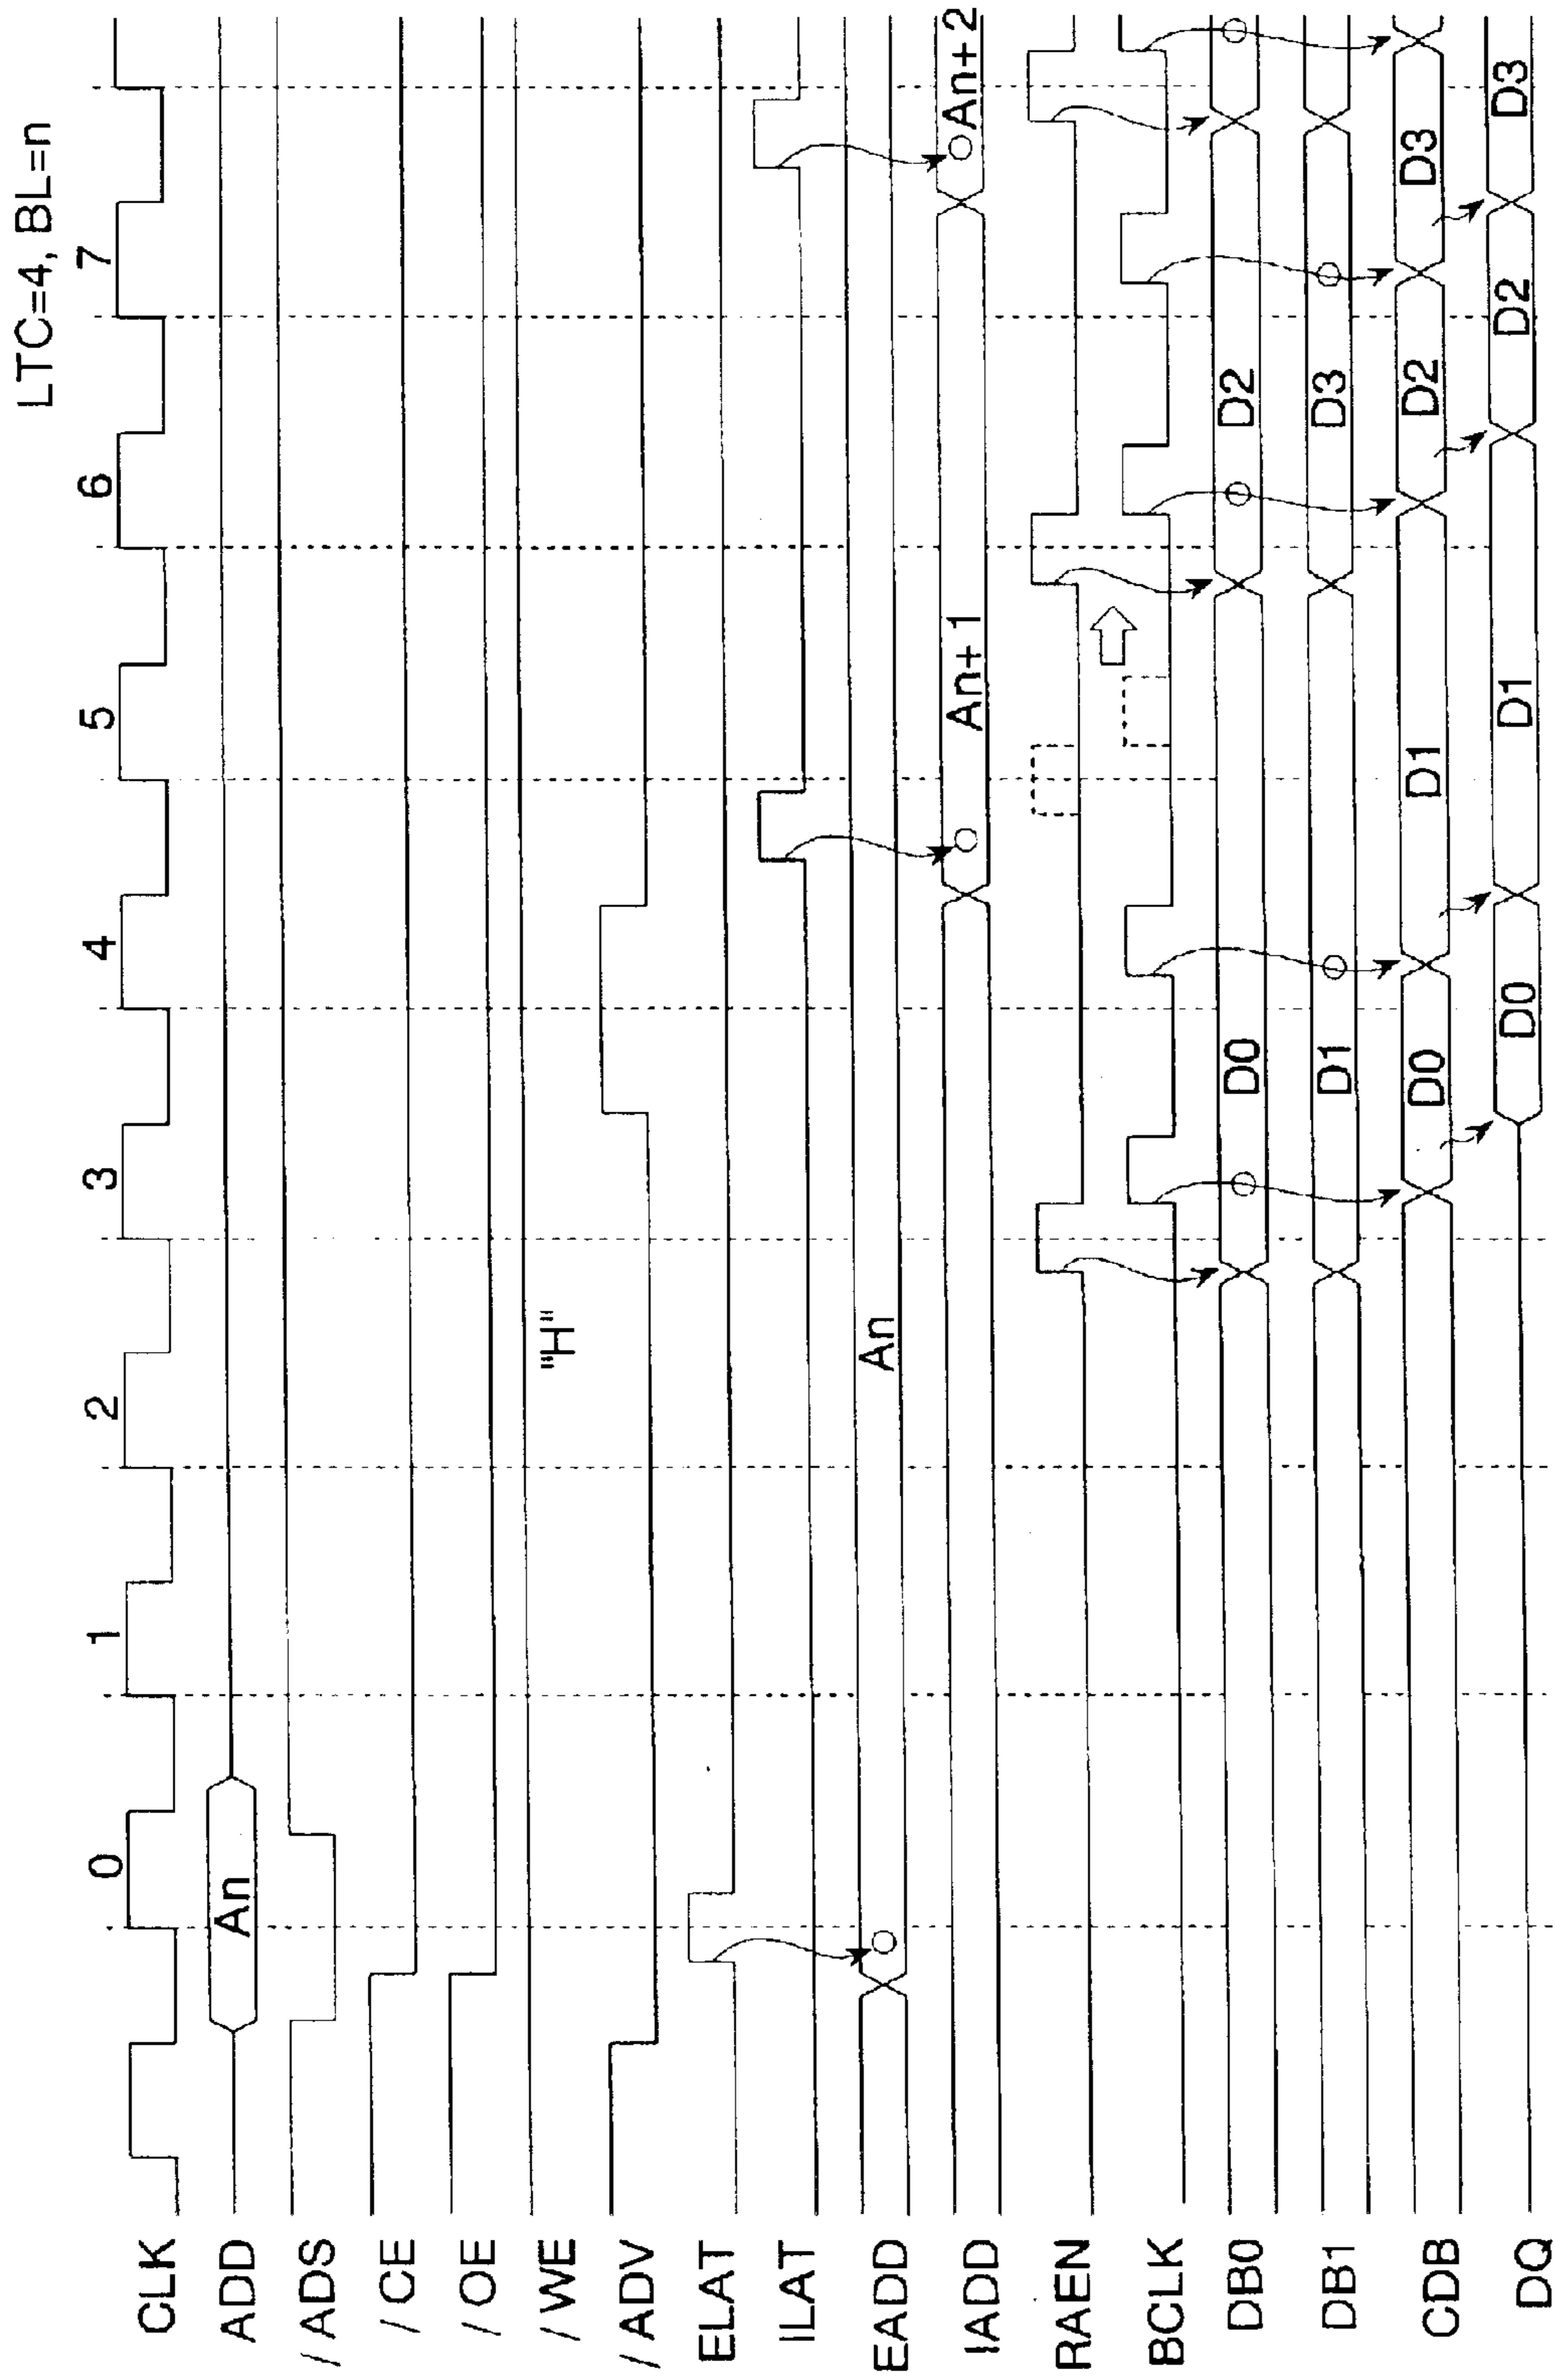 LTC=4, BL=n
0 1 2 3 4 5 6 7
CLK
ADD An
/ ADS
/ CE
/ OE
/ WE "H"
/ ADV
ELAT
ILAT
EADD An
IADD An+1 An+2
RAEN
BCLK
DB0 D0 D2
DB1 D1 D3
CDB D0 D1 D2 D3
DQ D0 D1 D2 D3